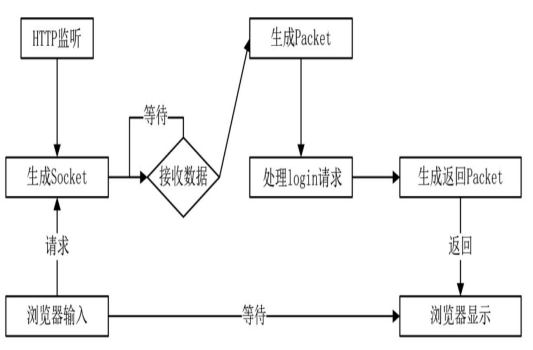 HTTP监听
生成Packet
等待
生成Socket
接收数据
处理login请求
生成返回Packet
请求
返回
浏览器输入
等待
浏览器显示